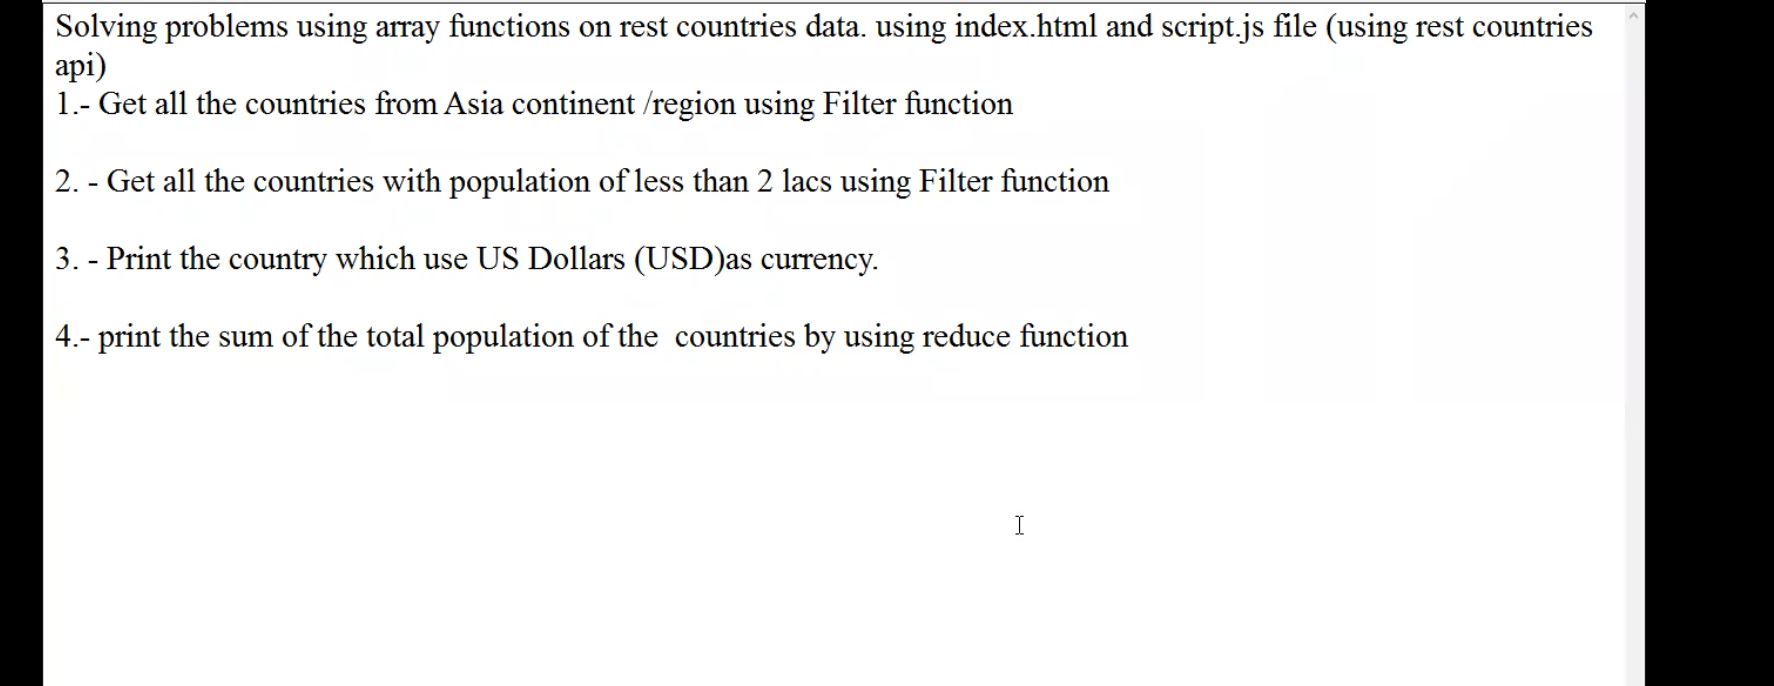 Solving problems using array functions on rest countries data. using index.html and script.js file (using rest countries
api)
1.- Get all the countries from Asia continent /region using Filter function
2. - Get all the countries with population of less than 2 lacs using Filter function
3. - Print the country which use US Dollars (USD)as currency.
4.- print the sum of the total population of the  countries by using reduce function